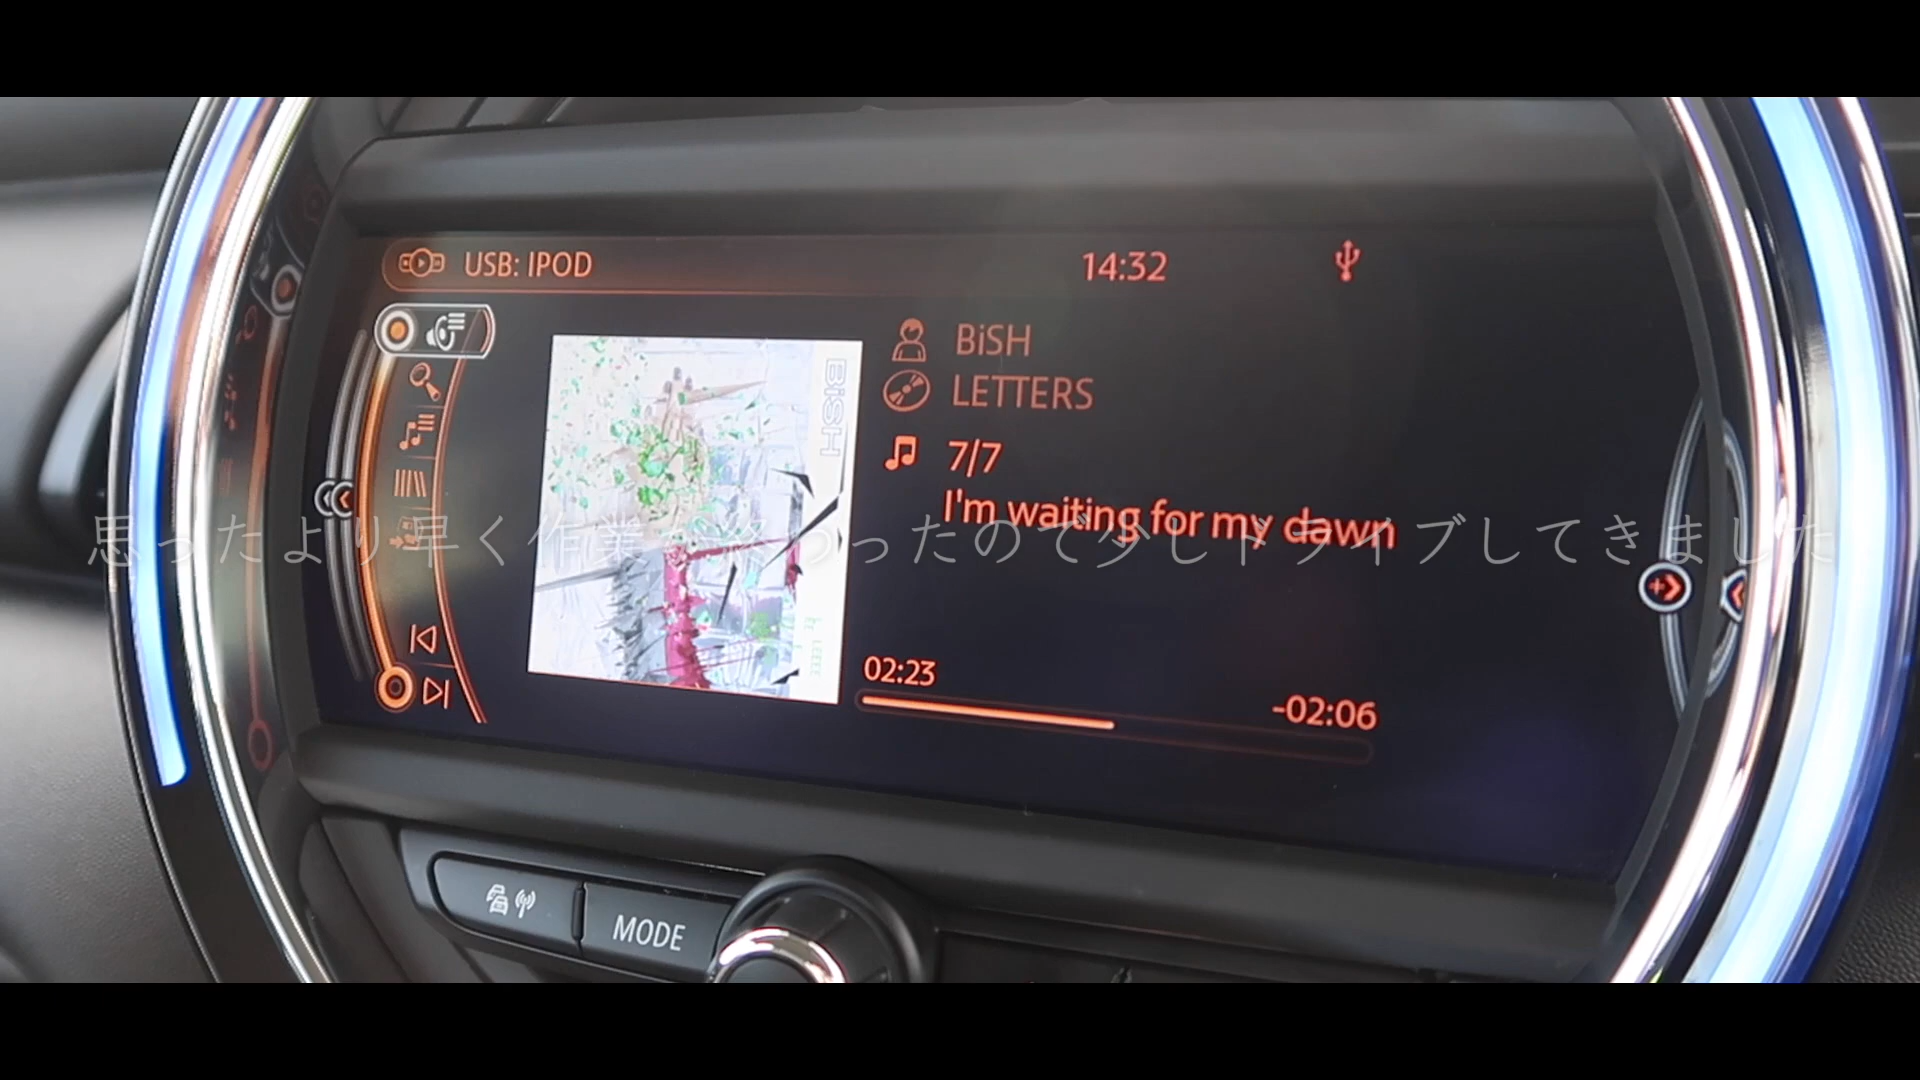 USB: IPOD
14:32
BiSH
LETTERS
7/7
I'm waiting for my dawn
思ったより早く作業が終わったので少しドライブしてきました
02:23
-02:06
BiSH
MODE